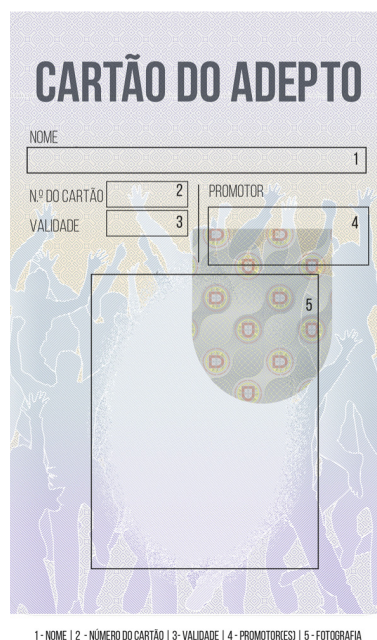 CARTÃO DO ADEPTO
NOME
1
N.º DO CARTÃO 2
PROMOTOR
VALIDADE 3
4
5
1 - NOME | 2 - NÚMERO DO CARTÃO | 3- VALIDADE | 4 - PROMOTOR(ES) | 5 - FOTOGRAFIA